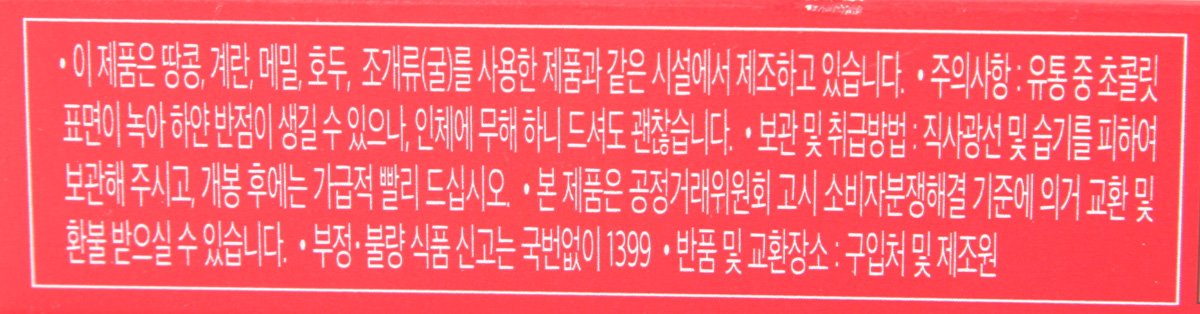 • 이 제품은 땅콩, 계란, 메밀, 호두, 조개류(굴)를 사용한 제품과 같은 시설에서 제조하고 있습니다. • 주의사항 : 유통 중 초콜릿
표면이 녹아 하얀 반점이 생길 수 있으나, 인체에 무해 하니 드셔도 괜찮습니다. • 보관 및 취급방법 : 직사광선 및 습기를 피하여
보관해 주시고, 개봉 후에는 가급적 빨리 드십시오. • 본 제품은 공정거래위원회 고시 소비자분쟁해결 기준에 의거 교환 및
환불 받으실 수 있습니다. • 부정·불량 식품 신고는 국번없이 1399 • 반품 및 교환장소 : 구입처 및 제조원